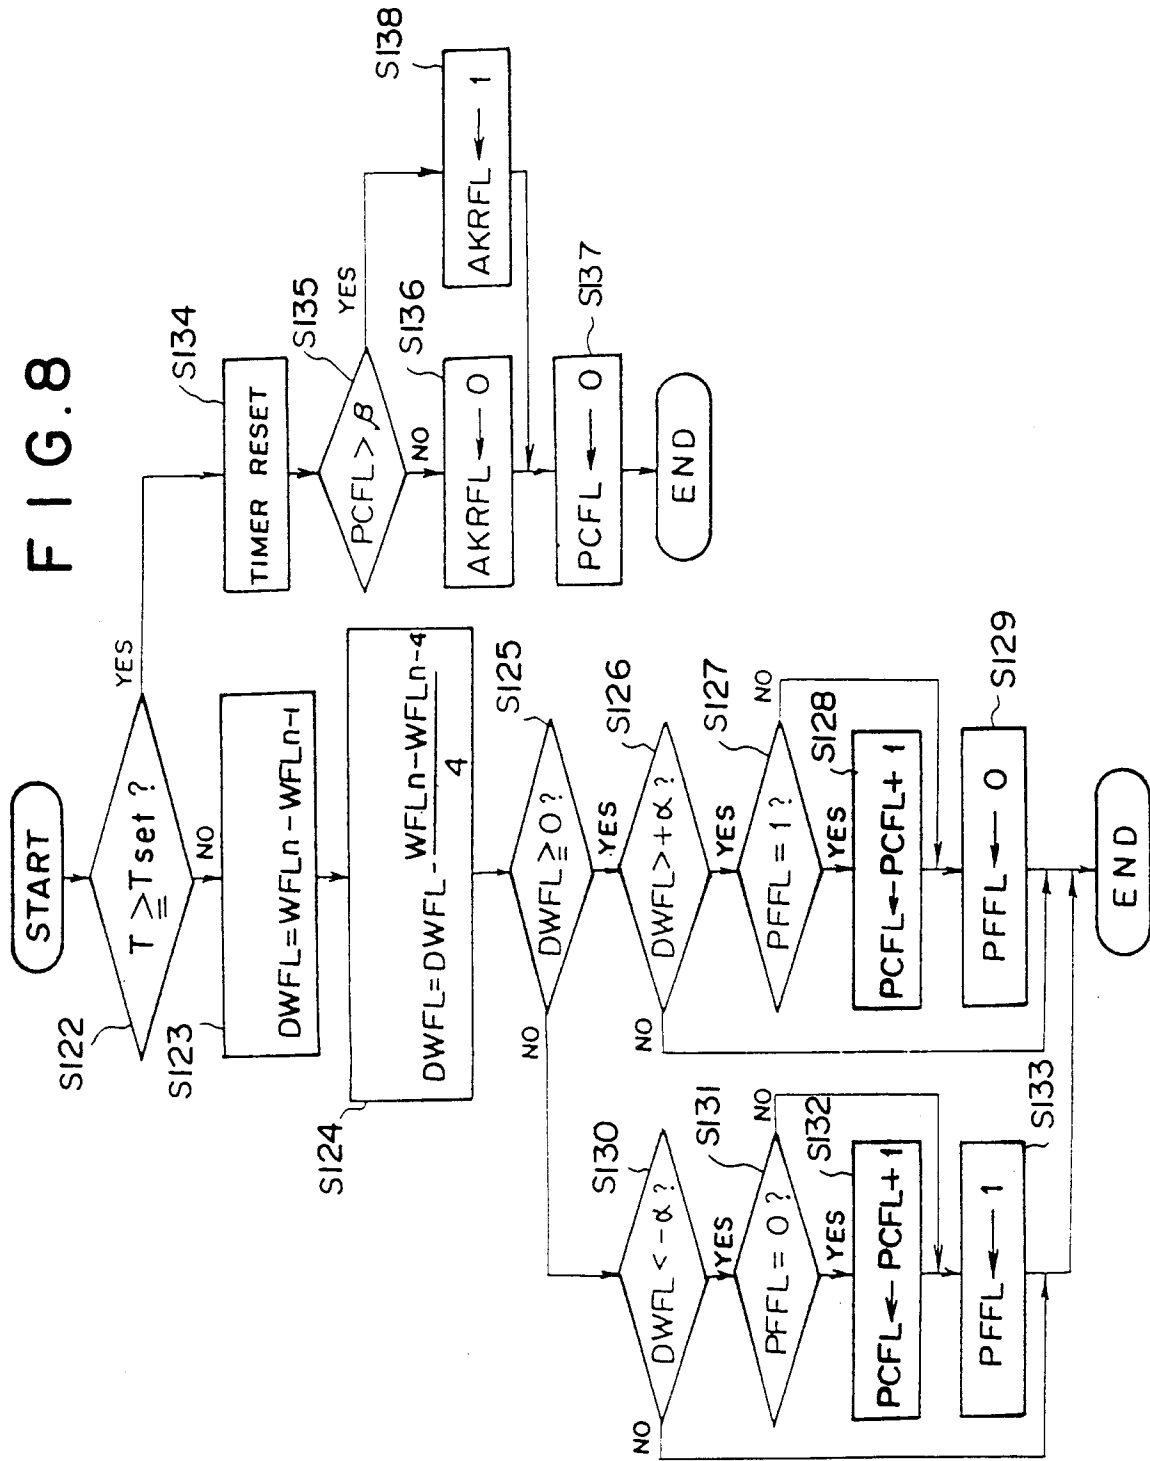 FIG.8
START
S122
T ≧ Tset ?
YES
NO
S123
DWFL=WFLn-WFLn-1
S124
DWFL=DWFL-WFLn-WFLn-4
4
S125
DWFL ≧ 0 ?
NO
YES
S126
DWFL>+α ?
NO
YES
S127
PFFL = 1 ?
NO
YES
S128
PCFL←PCFL+1
S129
PFFL←0
END
S130
DWFL < -α ?
NO
YES
S131
PFFL = 0 ?
NO
YES
S132
PCFL←PCFL+1
S133
PFFL←1
S134
TIMER RESET
S135
PCFL > β
YES
NO
S136
AKRFL←0
S138
AKRFL←1
S137
PCFL←0
END